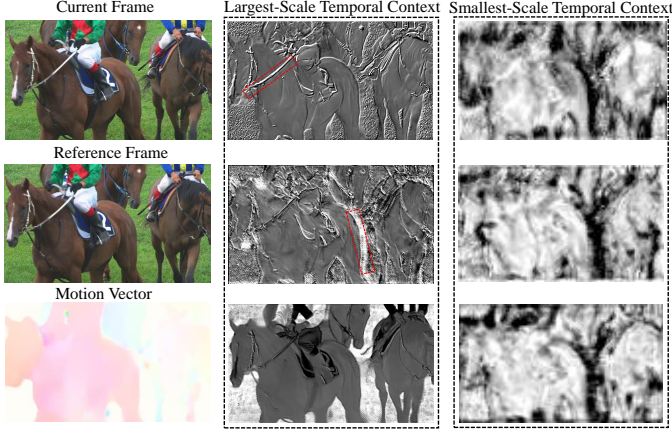 Current Frame
Largest-Scale Temporal Context
Smallest-Scale Temporal Context
Reference Frame
Motion Vector